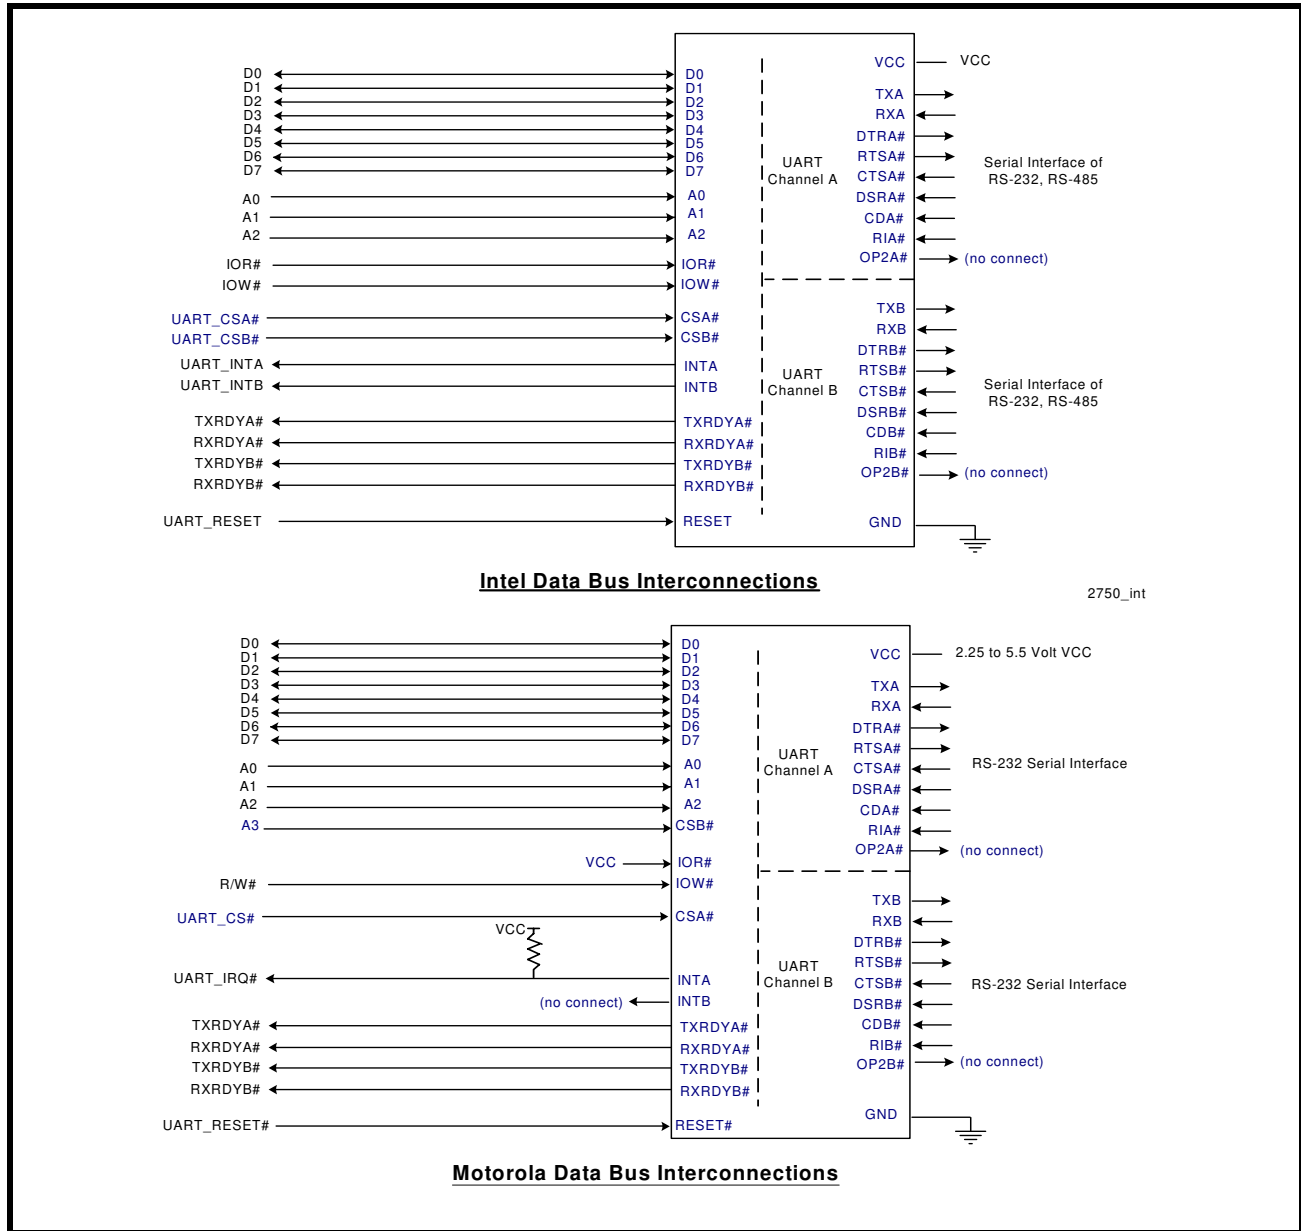 VCC VCC
D0 D0
D1 D1 TXA
D2 D2
D3 D3 RXA
D4 D4 DTRA#
D5 D5
D6 D6 UART RTSA# Serial Interface of
D7 D7 Channel A CTSA# RS-232, RS-485
A0 A0 DSRA#
A1 A1 CDA#
A2 A2 RIA#
OP2A# (no connect)
IOR# IOR#
IOW# IOW#
TXB
UART_CSA# CSA#
RXB
UART_CSB# CSB#
DTRB#
UART_INTA INTA UART RTSB#
UART_INTB INTB Channel B CTSB# Serial Interface of
RS-232, RS-485
DSRB#
TXRDYA# TXRDYA#
CDB#
RXRDYA# RXRDYA#
RIB#
TXRDYB# TXRDYB#
OP2B# (no connect)
RXRDYB# RXRDYB#
UART_RESET RESET GND
Intel Data Bus Interconnections
2750_int
D0 D0
D1 D1 VCC 2.25 to 5.5 Volt VCC
D2 D2
D3 D3 TXA
D4 D4
D5 D5 RXA
D6 D6 DTRA#
D7 D7
UART RTSA#
A0 A0 Channel A CTSA# RS-232 Serial Interface
A1 A1 DSRA#
A2 A2 CDA#
A3 CSB# RIA#
OP2A# (no connect)
VCC IOR#
R/W# IOW#
TXB
UART_CS# CSA# RXB
VCC
DTRB#
RTSB#
UART_IRQ# INTA UART
Channel B CTSB# RS-232 Serial Interface
(no connect) INTB DSRB#
TXRDYA# TXRDYA# CDB#
RXRDYA# RXRDYA# RIB#
TXRDYB# TXRDYB# OP2B# (no connect)
RXRDYB# RXRDYB#
GND
UART_RESET# RESET#
Motorola Data Bus Interconnections